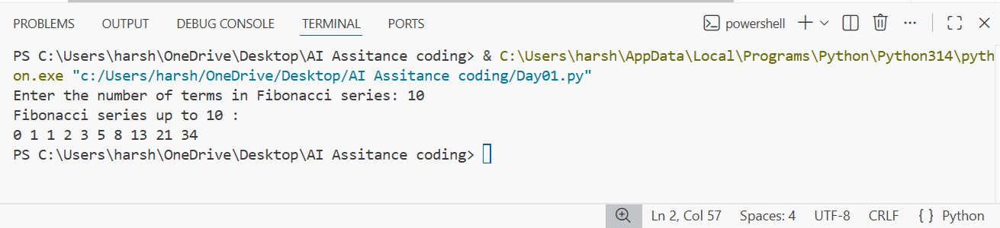 PROBLEMS OUTPUT DEBUG CONSOLE TERMINAL PORTS powershell
PS C:\Users\harsh\OneDrive\Desktop\AI Assitance coding> & C:\Users\harsh\AppData\Local\Programs\Python\Python314\pyth
on.exe "c:/Users/harsh/OneDrive/Desktop/AI Assitance coding/Day01.py"
Enter the number of terms in Fibonacci series: 10
Fibonacci series up to 10 :
0 1 1 2 3 5 8 13 21 34
PS C:\Users\harsh\OneDrive\Desktop\AI Assitance coding>
Ln 2, Col 57 Spaces: 4 UTF-8 CRLF { } Python